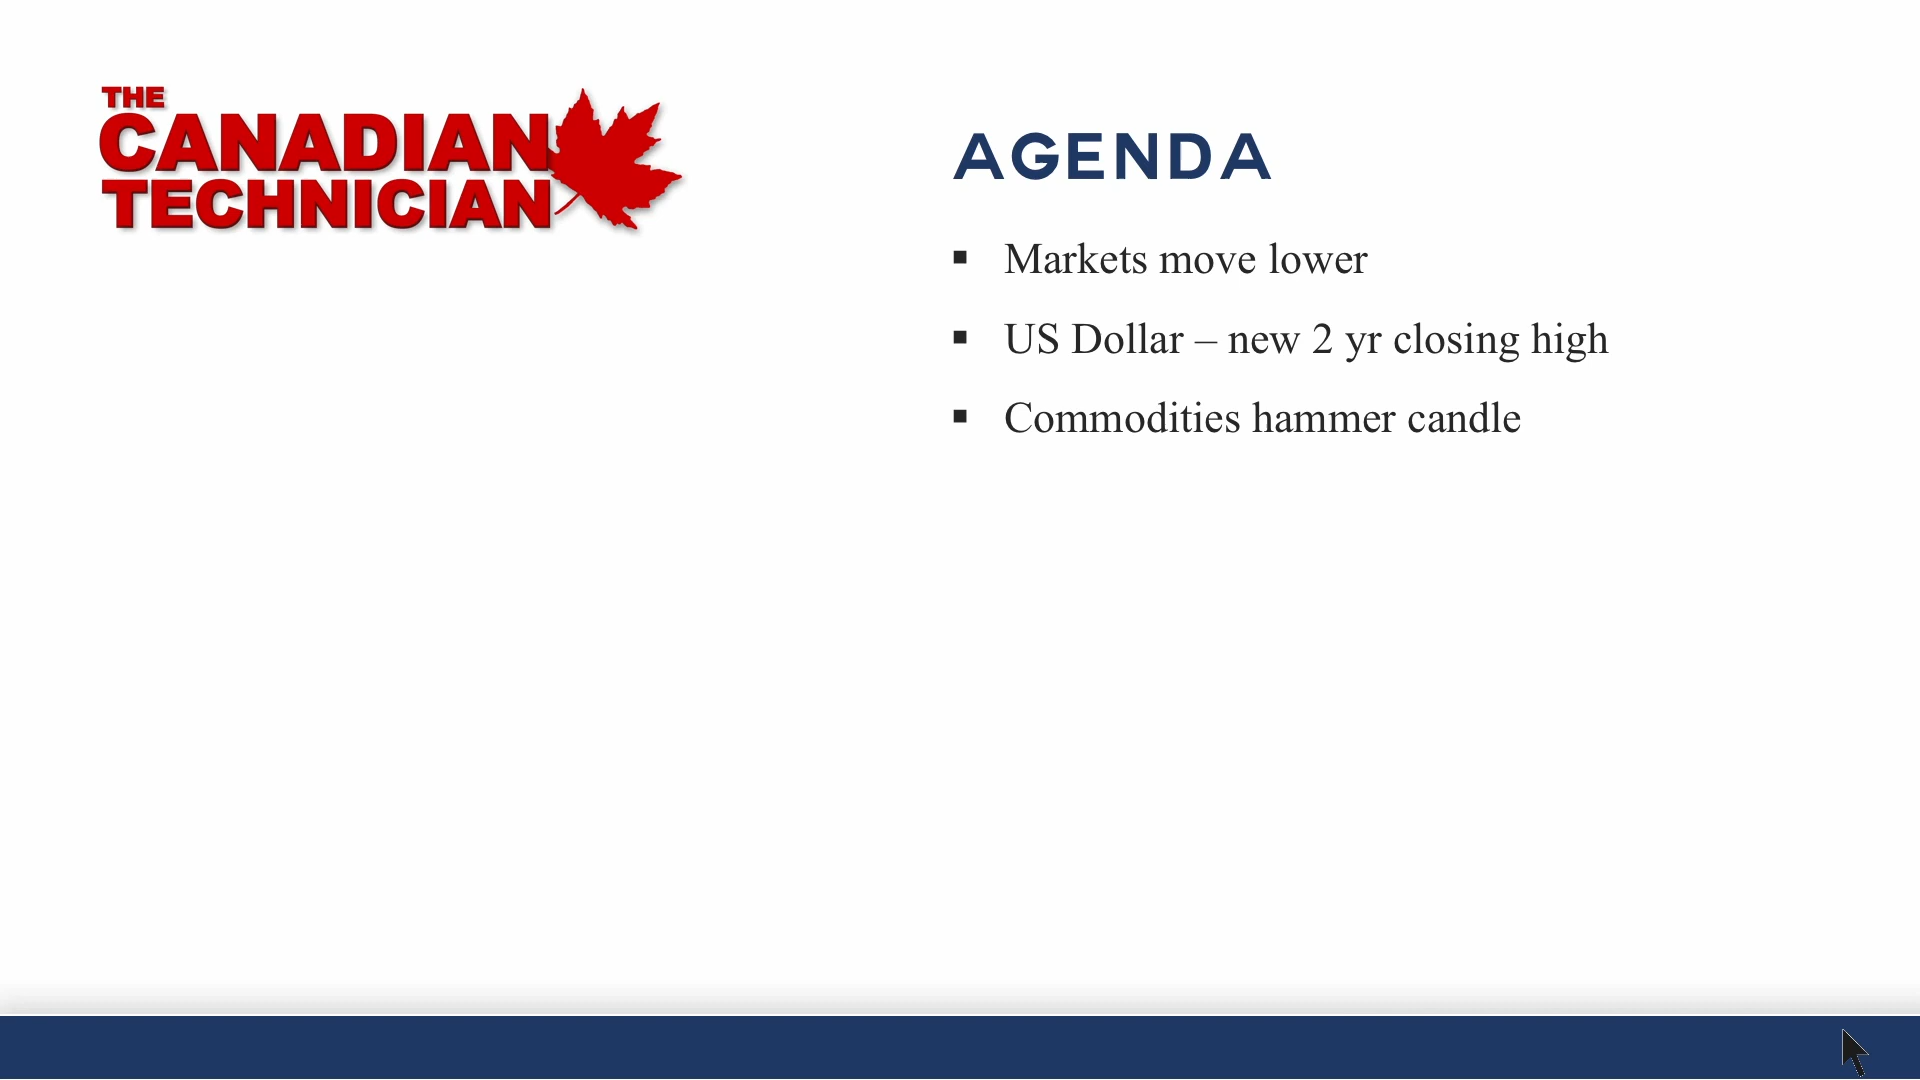 THE
CANADIAN
TECHNICIAN
AGENDA
▪ Markets move lower
▪ US Dollar – new 2 yr closing high
▪ Commodities hammer candle